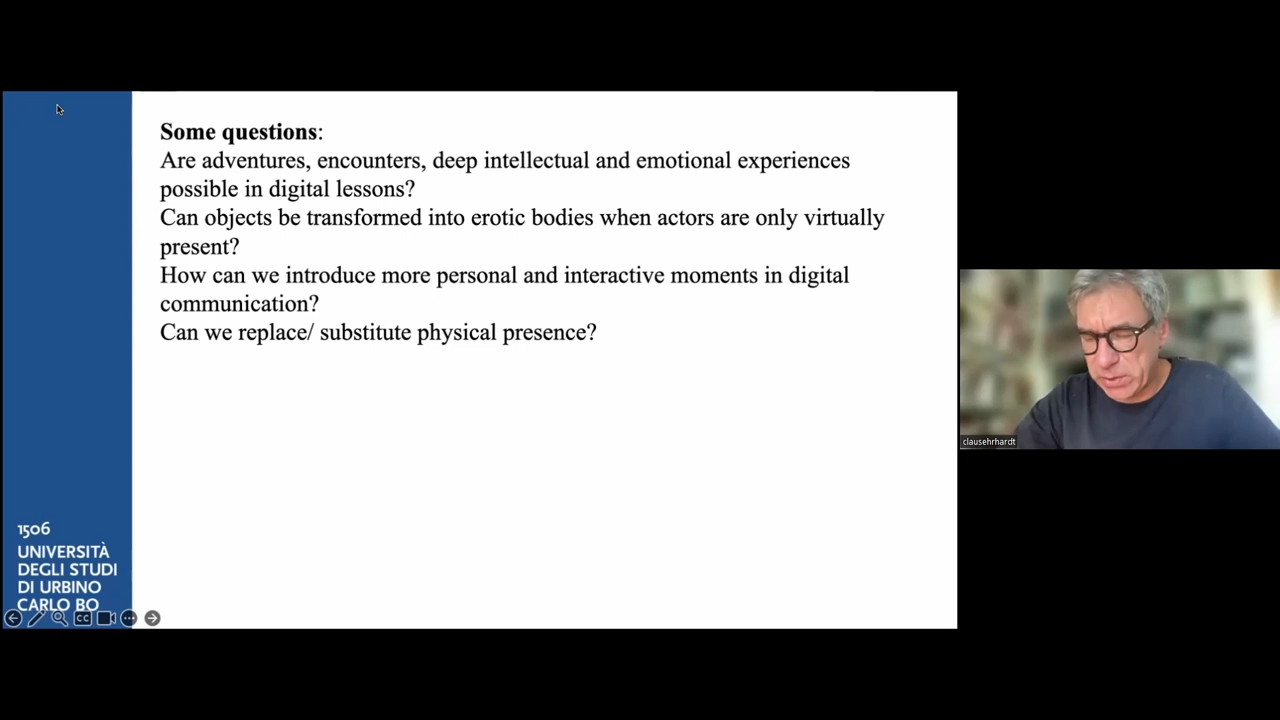 Some questions:
Are adventures, encounters, deep intellectual and emotional experiences
possible in digital lessons?
Can objects be transformed into erotic bodies when actors are only virtually
present?
How can we introduce more personal and interactive moments in digital
communication?
Can we replace/ substitute physical presence?
1506
UNIVERSITÀ
DEGLI STUDI
DI URBINO
CARLO BO
CC
clausehrhardt